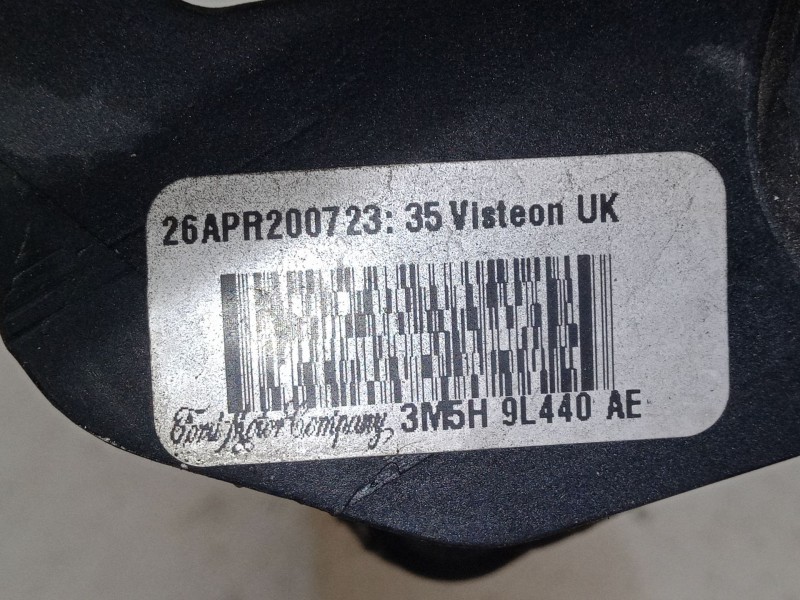 26APR200723: 35 Visteon UK
Ford Motor Company 3M5H 9L440 AE